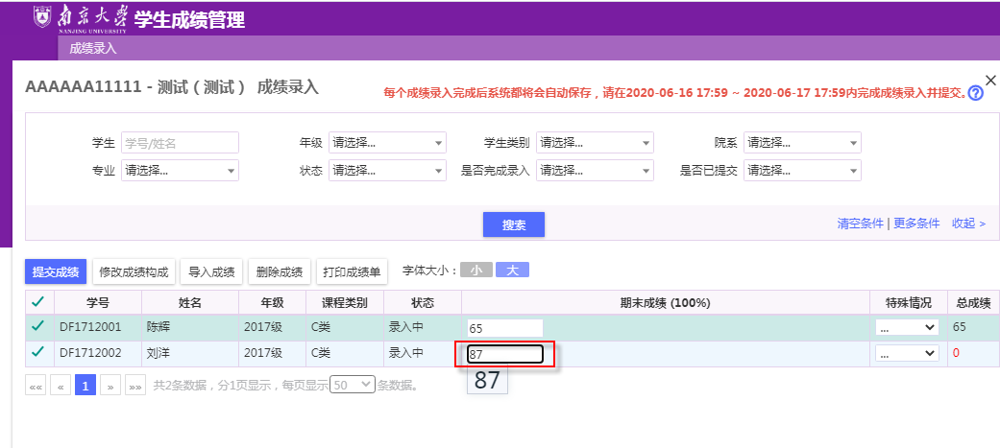 南京大学 NANJING UNIVERSITY 学生成绩管理
成绩录入
AAAAAA11111 - 测试（测试） 成绩录入
每个成绩录入完成后系统都将会自动保存，请在2020-06-16 17:59 ~ 2020-06-17 17:59内完成成绩录入并提交。 ?
学生 学号/姓名 年级 请选择... 学生类别 请选择... 院系 请选择...
专业 请选择... 状态 请选择... 是否完成录入 请选择... 是否已提交 请选择...
搜索 清空条件 | 更多条件 收起 >
提交成绩 修改成绩构成 导入成绩 删除成绩 打印成绩单 字体大小： 小 大
学号 姓名 年级 课程类别 状态 期末成绩 (100%) 特殊情况 总成绩
DF1712001 陈辉 2017级 C类 录入中 65 ... 65
DF1712002 刘洋 2017级 C类 录入中 87 ... 0
87
«« « 1 » »» 共2条数据，分1页显示，每页显示 50 条数据。